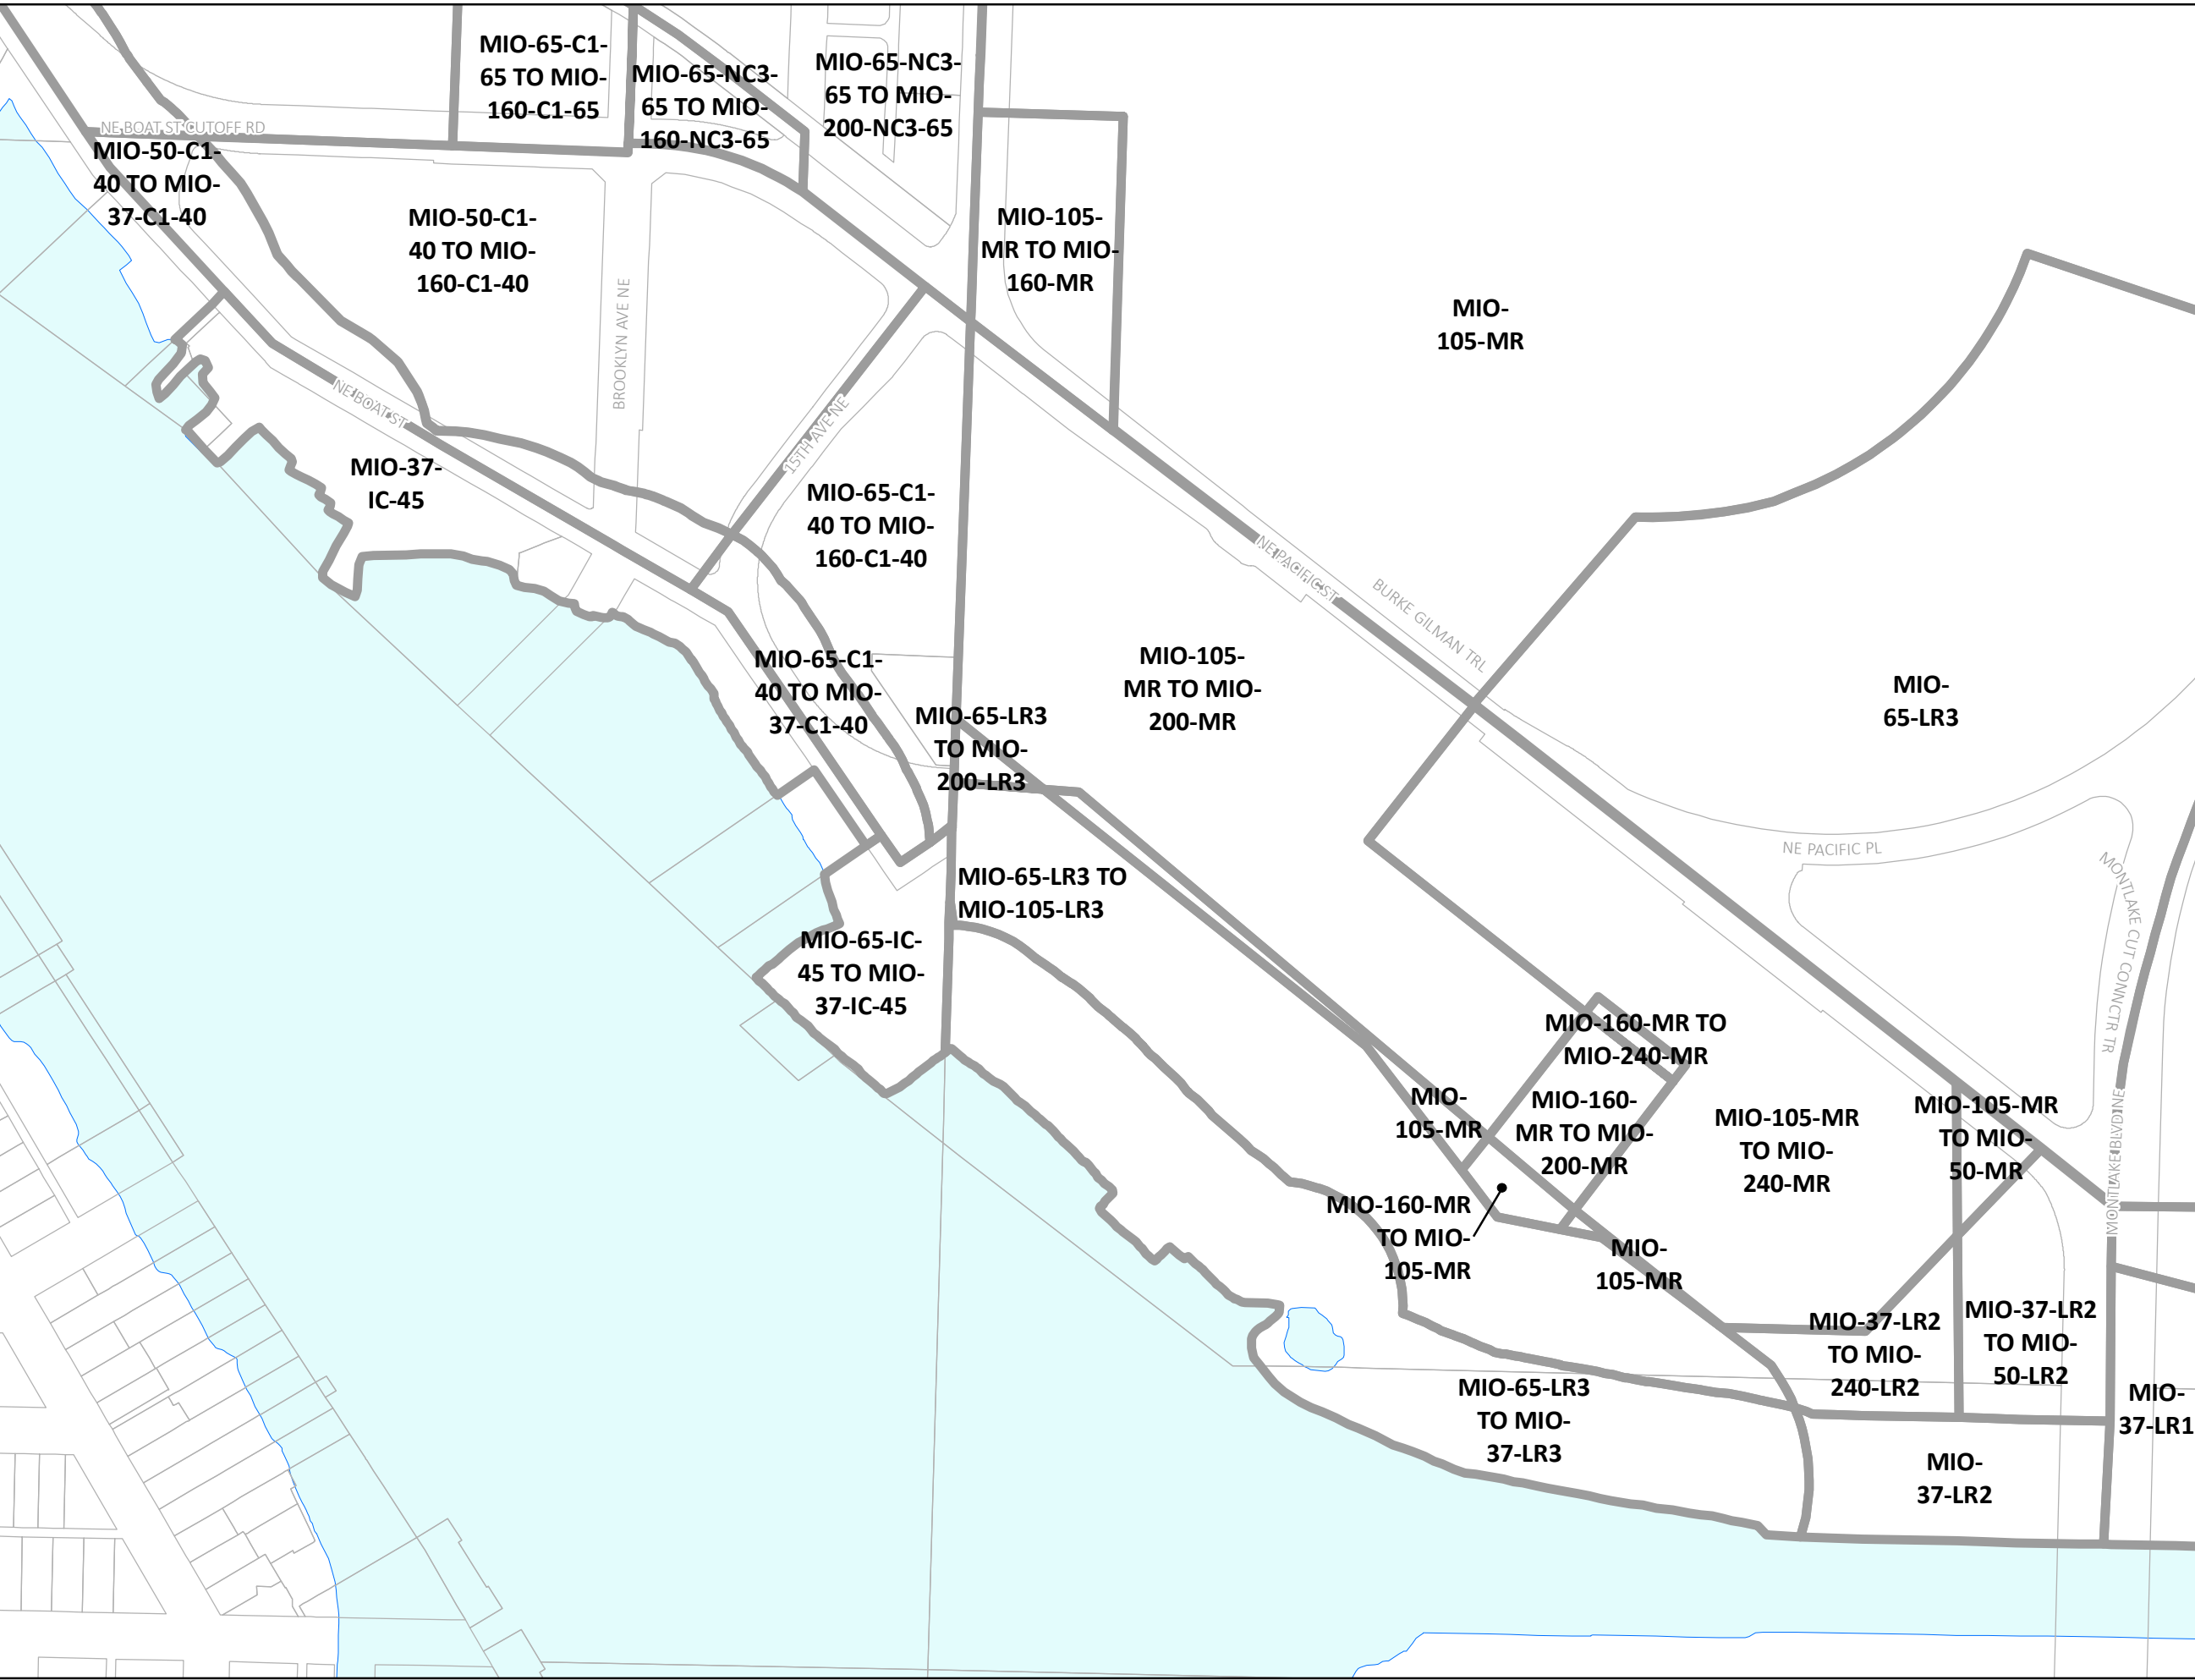 MIO-65-C1-
65 TO MIO-
160-C1-65
MIO-65-NC3-
65 TO MIO-
160-NC3-65
MIO-65-NC3-
65 TO MIO-
200-NC3-65
NE BOAT ST CUTOFF RD
MIO-50-C1-
40 TO MIO-
37-C1-40
MIO-50-C1-
40 TO MIO-
160-C1-40
MIO-105-
MR TO MIO-
160-MR
MIO-
105-MR
BROOKLYN AVE NE
NE BOAT ST
15TH AVE NE
MIO-37-
IC-45
MIO-65-C1-
40 TO MIO-
160-C1-40
NE PACIFIC ST
BURKE GILMAN TRL
MIO-65-C1-
40 TO MIO-
37-C1-40
MIO-65-LR3
TO MIO-
200-LR3
MIO-105-
MR TO MIO-
200-MR
MIO-
65-LR3
NE PACIFIC PL
MONTLAKE CUT CONNCTR TR
MIO-65-LR3 TO
MIO-105-LR3
MIO-65-IC-
45 TO MIO-
37-IC-45
MIO-160-MR TO
MIO-240-MR
MIO-
105-MR
MIO-160-
MR TO MIO-
200-MR
MIO-105-MR
TO MIO-
240-MR
MIO-105-MR
TO MIO-
50-MR
MONTLAKE BLVD NE
MIO-160-MR
TO MIO-
105-MR
MIO-
105-MR
MIO-37-LR2
TO MIO-
240-LR2
MIO-37-LR2
TO MIO-
50-LR2
MIO-65-LR3
TO MIO-
37-LR3
MIO-
37-LR1
MIO-
37-LR2